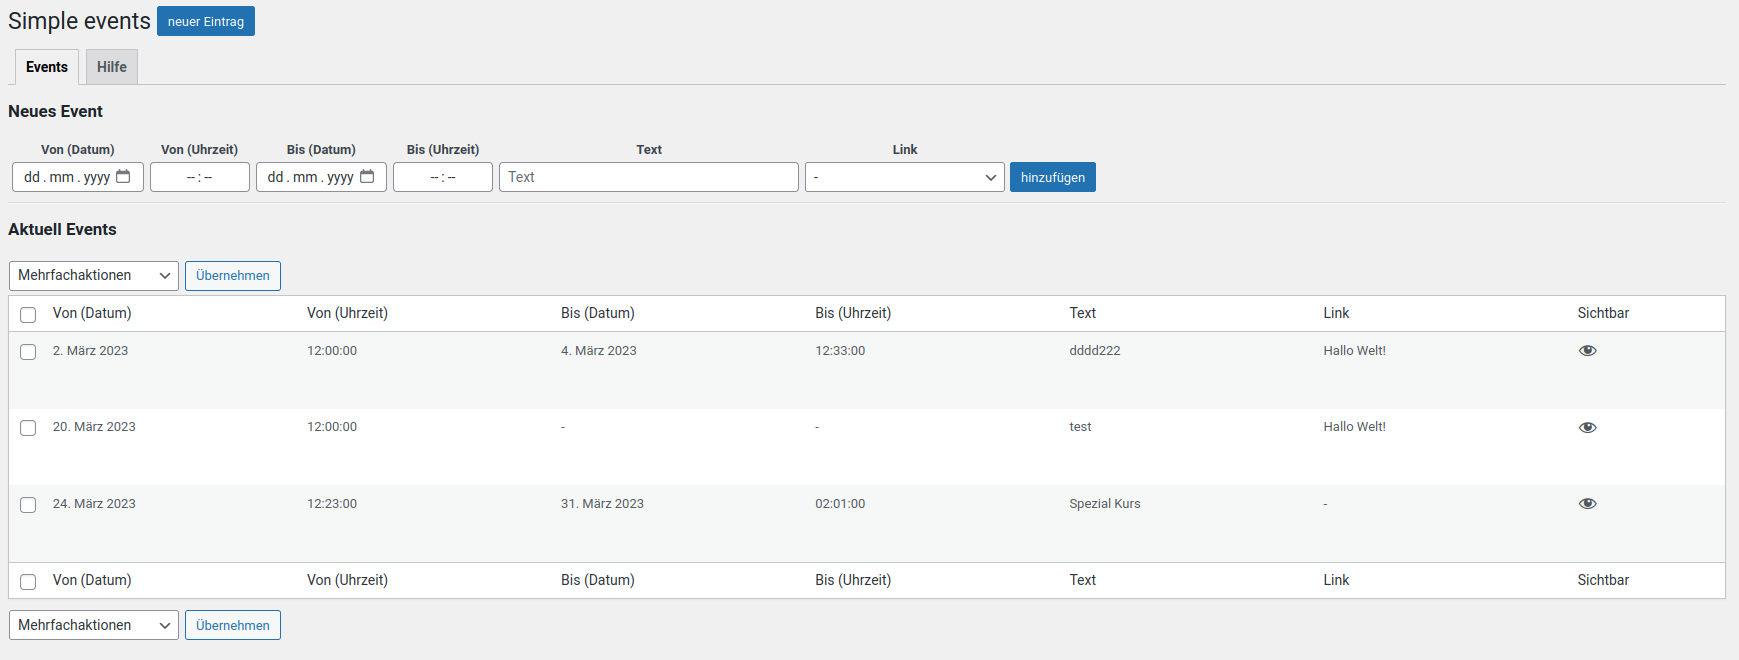 Simple events neuer Eintrag
Events Hilfe
Neues Event
Von (Datum) Von (Uhrzeit) Bis (Datum) Bis (Uhrzeit) Text Link
dd . mm . yyyy -- : -- dd . mm . yyyy -- : -- Text - hinzufügen
Aktuell Events
Mehrfachaktionen Übernehmen
Von (Datum) Von (Uhrzeit) Bis (Datum) Bis (Uhrzeit) Text Link Sichtbar
2. März 2023 12:00:00 4. März 2023 12:33:00 dddd222 Hallo Welt!
20. März 2023 12:00:00 - - test Hallo Welt!
24. März 2023 12:23:00 31. März 2023 02:01:00 Spezial Kurs -
Von (Datum) Von (Uhrzeit) Bis (Datum) Bis (Uhrzeit) Text Link Sichtbar
Mehrfachaktionen Übernehmen